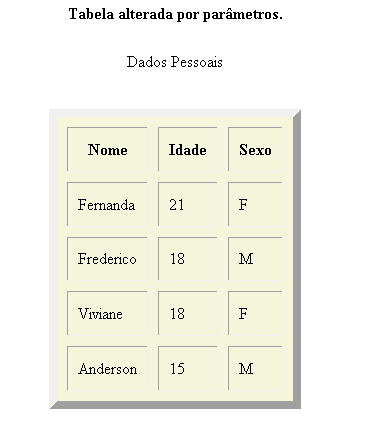 Tabela alterada por parâmetros.
Dados Pessoais
Nome Idade Sexo
Fernanda 21 F
Frederico 18 M
Viviane 18 F
Anderson 15 M